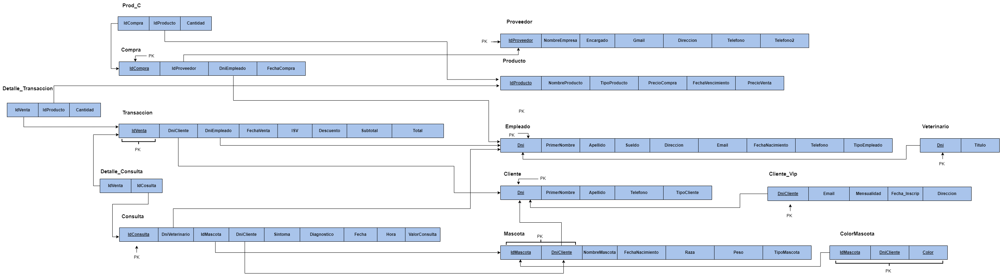 Prod_C
IdCompra IdProducto Cantidad
Proveedor
PK
IdProveedor NombreEmpresa Encargado Gmail Direccion Telefono Telefono2
Compra
PK
IdCompra IdProveedor DniEmpleado FechaCompra
Producto
IdProducto NombreProducto TipoProducto PrecioCompra FechaVencimiento PrecioVenta
Detalle_Transaccion
IdVenta IdProducto Cantidad
Transaccion
IdVenta DniCliente DniEmpleado FechaVenta ISV Descuento Subtotal Total
PK
PK
Empleado
PK
Dni PrimerNombre Apellido Sueldo Direccion Email FechaNacimiento Telefono TipoEmpleado
Veterinario
Dni Titulo
PK
Detalle_Consulta
IdVenta IdCosulta
Cliente
PK
Dni PrimerNombre Apellido Telefono TipoCliente
Cliente_Vip
DniCliente Email Mensualidad Fecha_Inscrip Direccion
PK
Consulta
IdConsulta DniVeterinario IdMascota DniCliente Sintoma Diagnostico Fecha Hora ValorConsulta
PK
Mascota
PK
IdMascota DniCliente NombreMascota FechaNacimiento Raza Peso TipoMascota
ColorMascota
IdMascota DniCliente Color
PK